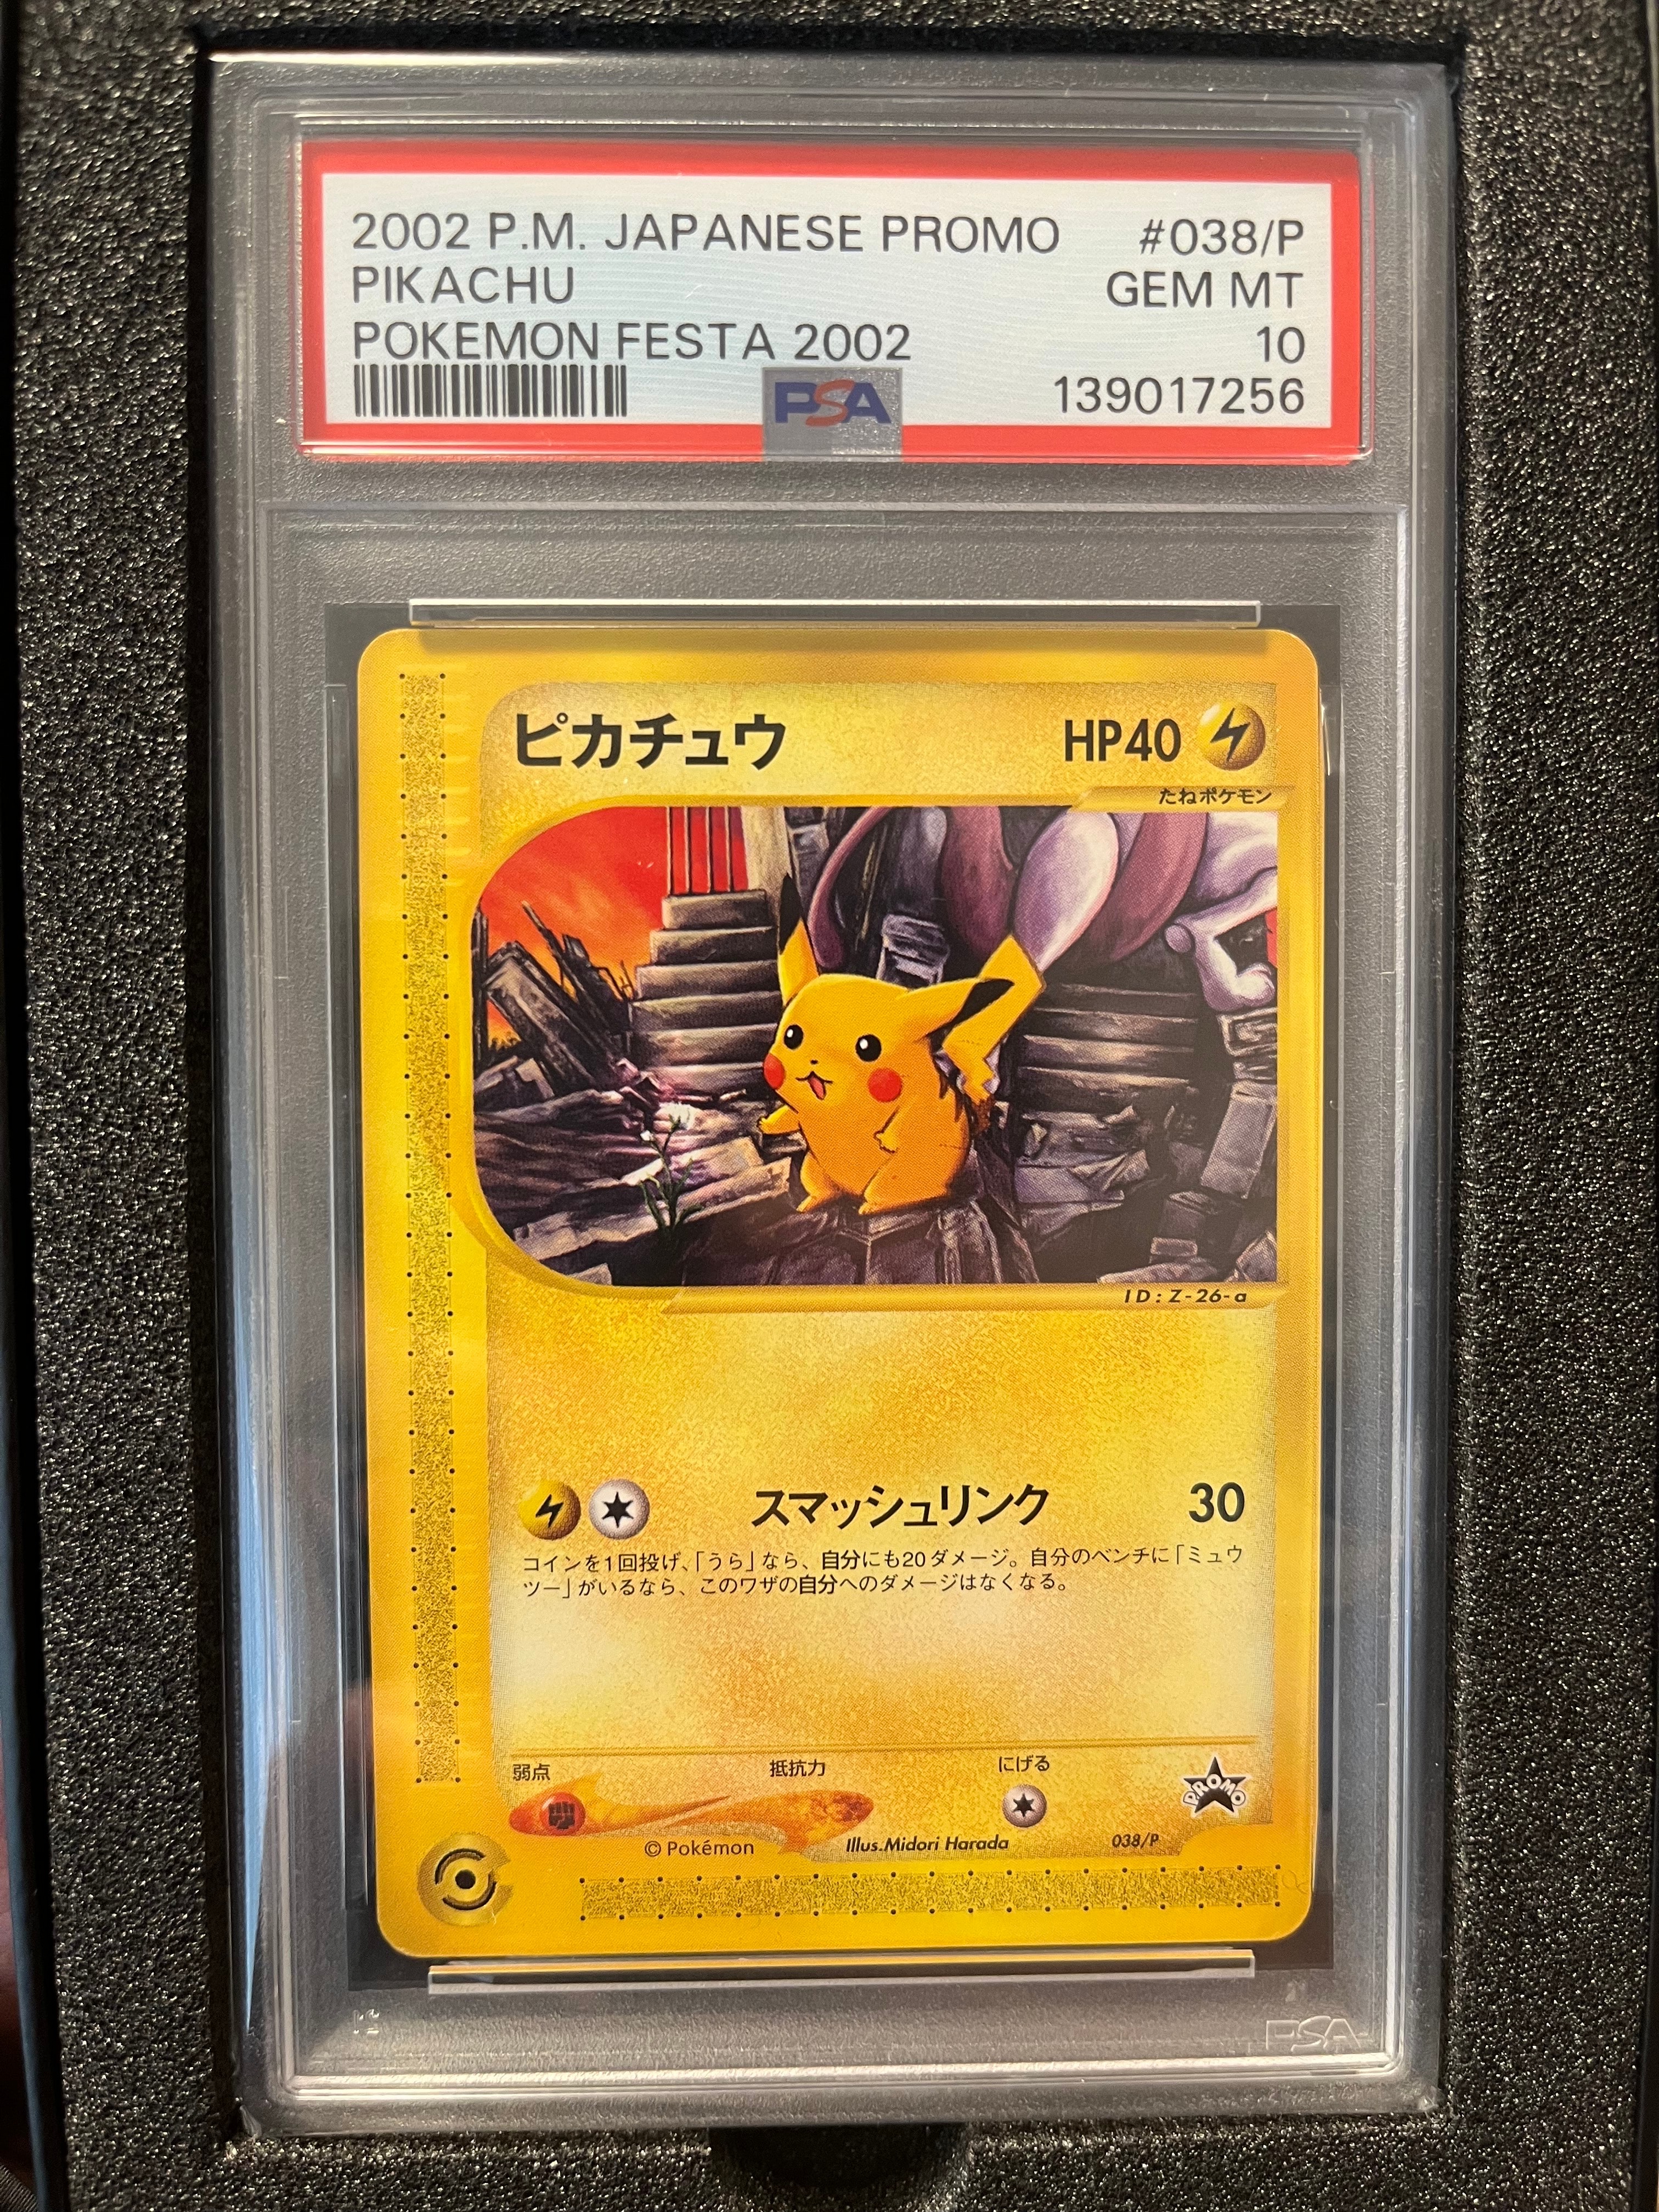 2002 P.M. JAPANESE PROMO #038/P
PIKACHU GEM MT
POKEMON FESTA 2002 10
PSA 139017256
ピカチュウ HP40
たねポケモン
ID:Z-26-a
スマッシュリンク 30
コインを1回投げ、「うら」なら、自分にも20ダメージ。自分のベンチに「ミュウ
ツー」がいるなら、このワザの自分へのダメージはなくなる。
弱点 抵抗力 にげる
PROMO
© Pokémon Illus.Midori Harada 038/P
PSA